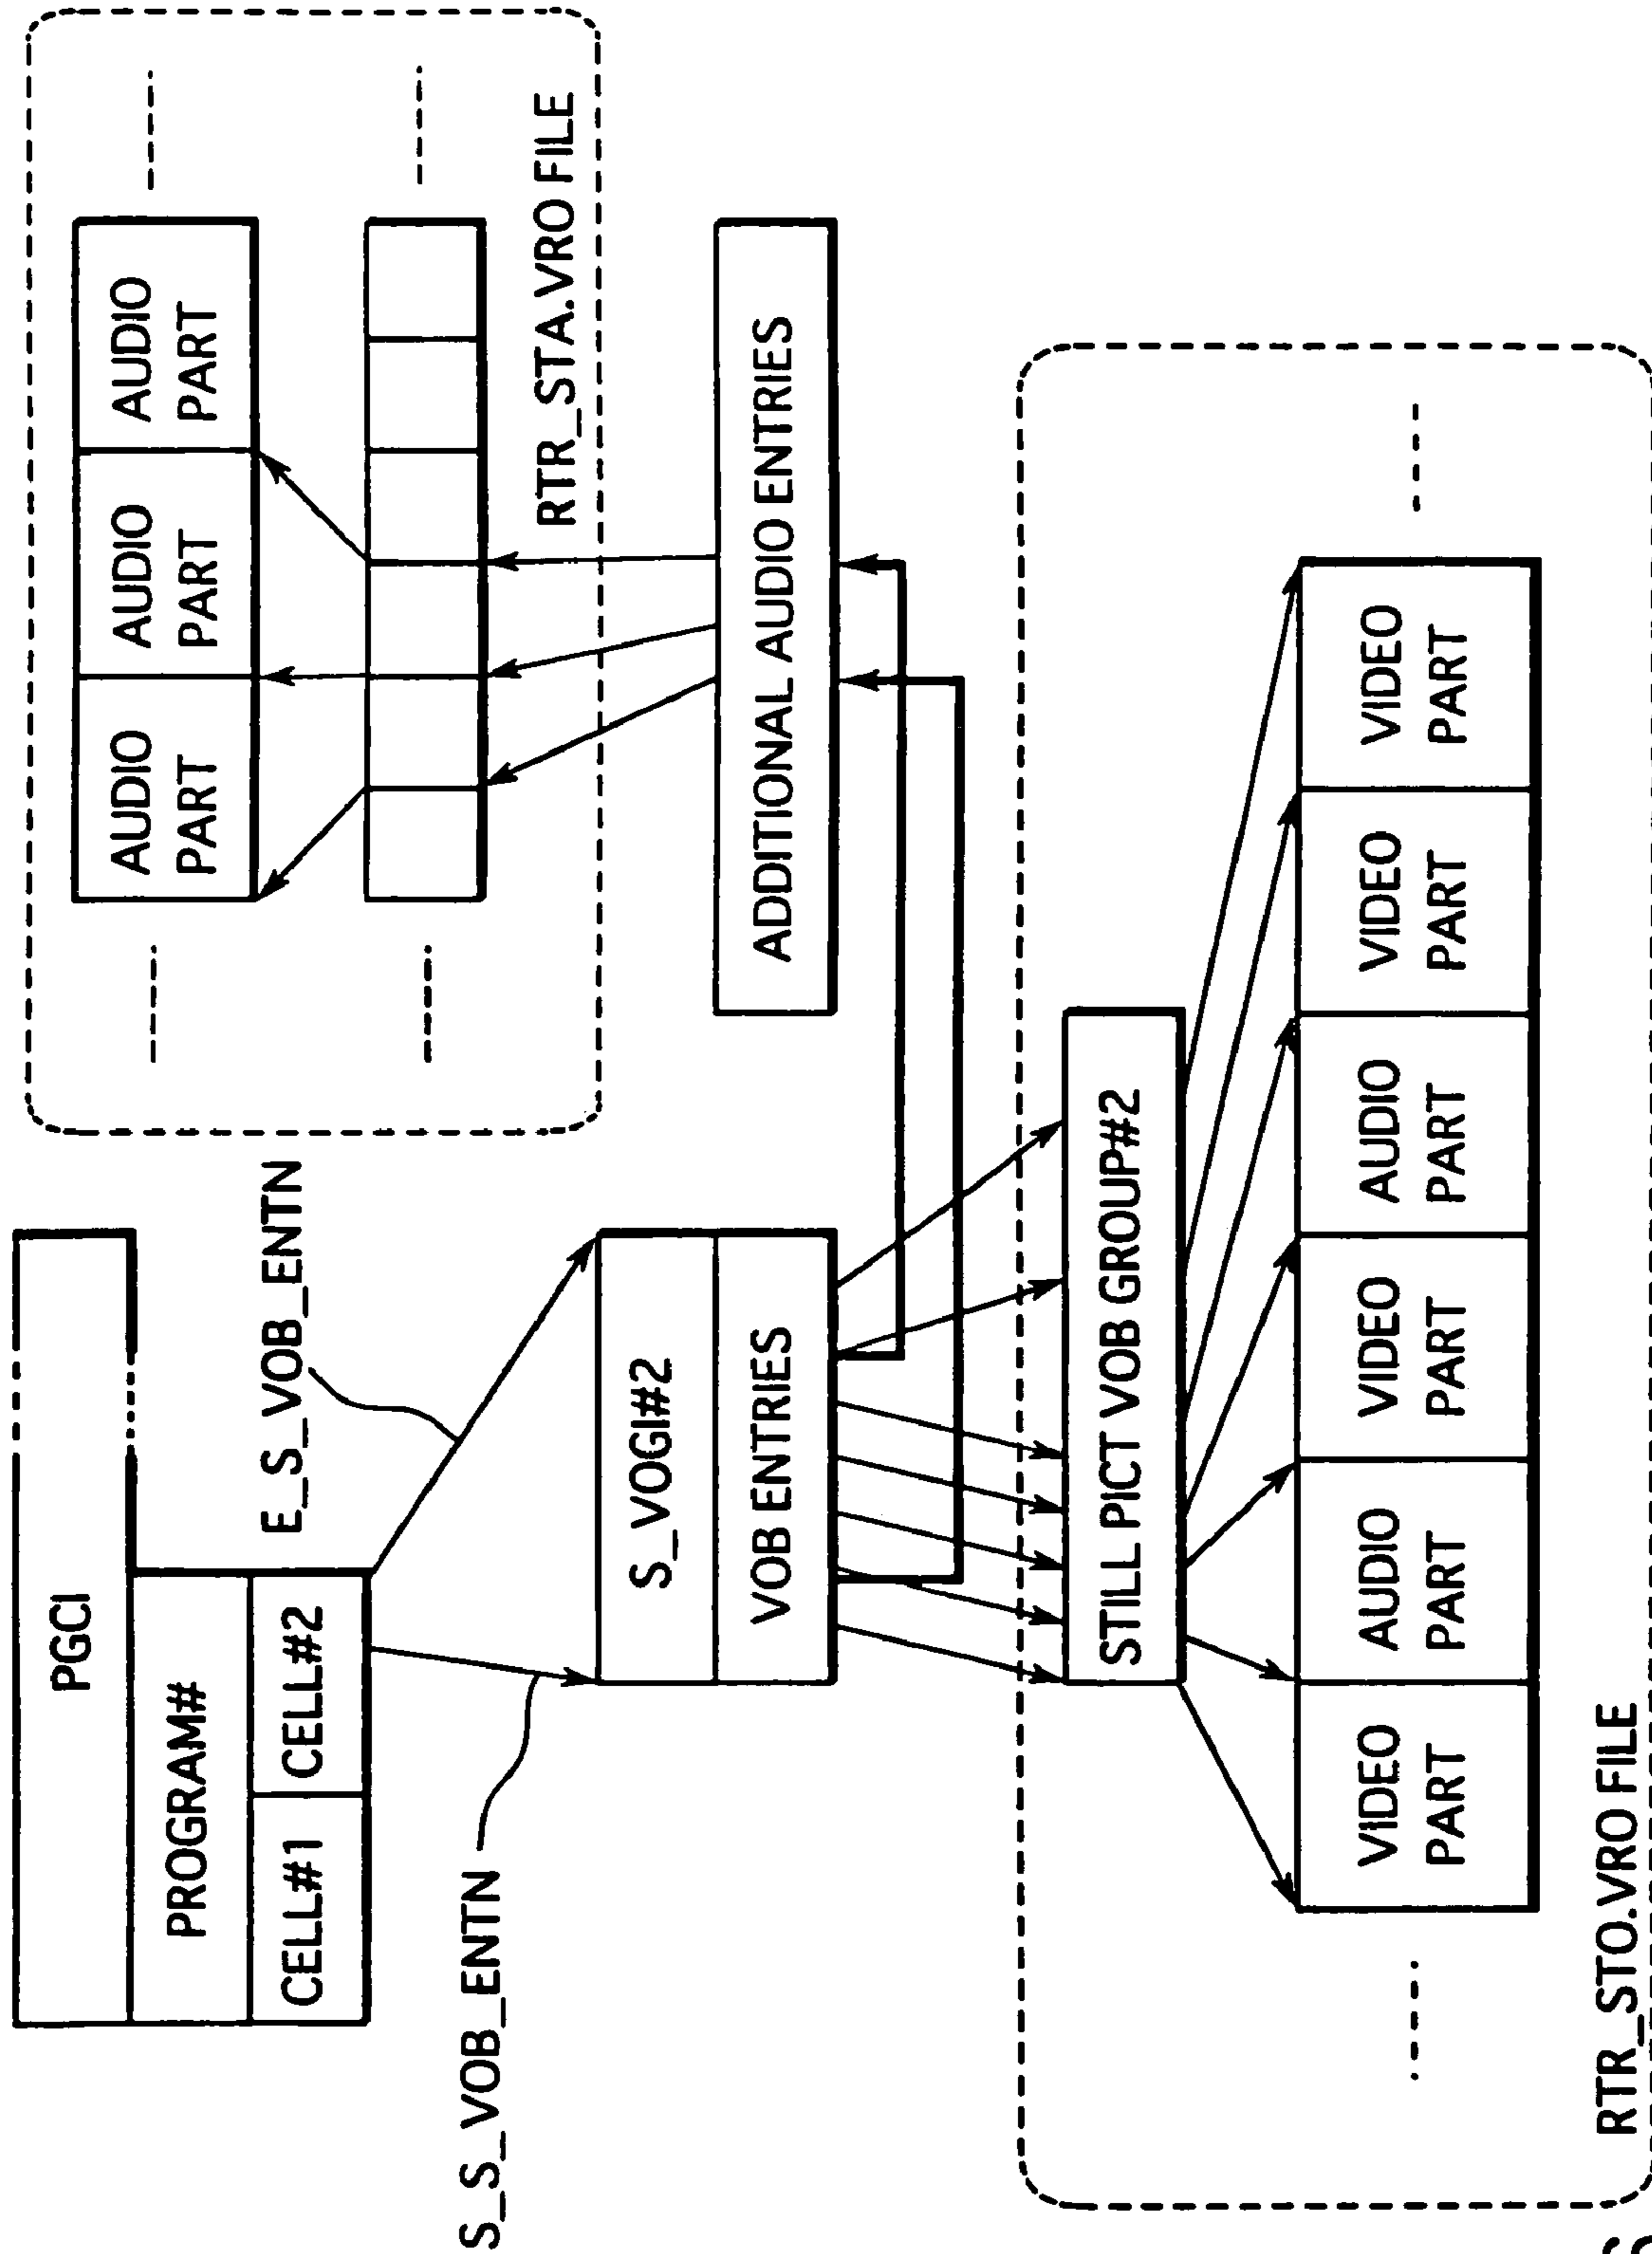 PGCI
PROGRAM#
CELL#1
CELL#2
E_S_VOB_ENTN
S_S_VOB_ENTN
AUDIO
PART
AUDIO
PART
AUDIO
PART
RTR_STA.VRO FILE
S_VOGI#2
VOB ENTRIES
ADDITIONAL AUDIO ENTRIES
STILL PICT VOB GROUP#2
VIDEO
PART
AUDIO
PART
VIDEO
PART
AUDIO
PART
VIDEO
PART
VIDEO
PART
RTR_STO.VRO FILE